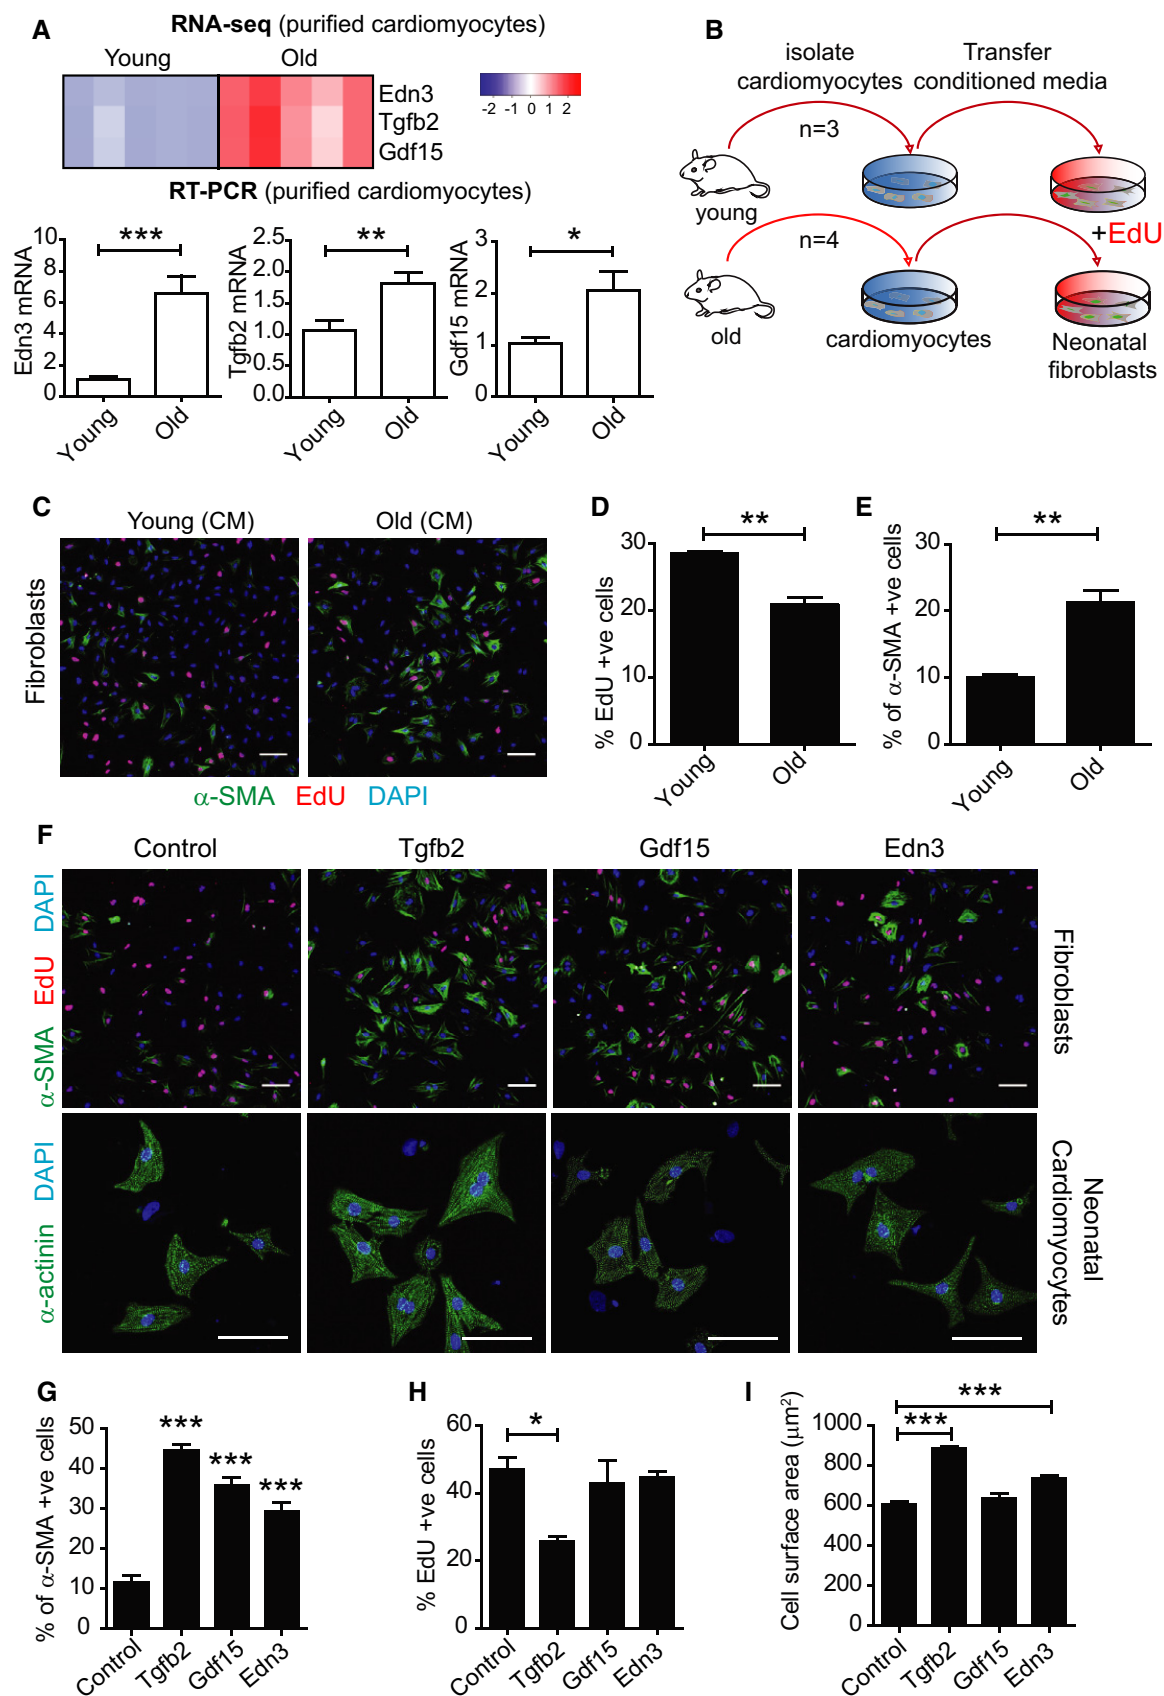 A
RNA-seq (purified cardiomyocytes)
Young Old
Edn3
Tgfb2
Gdf15
-2 -1 0 1 2
RT-PCR (purified cardiomyocytes)
Edn3 mRNA
10
8
6
4
2
0
***
Young Old
Tgfb2 mRNA
2.5
2.0
1.5
1.0
0.5
0.0
**
Young Old
Gdf15 mRNA
3
2
1
0
*
Young Old
B
isolate
cardiomyocytes
Transfer
conditioned media
n=3
young
n=4
+EdU
old
cardiomyocytes
Neonatal
fibroblasts
C
Young (CM) Old (CM)
Fibroblasts
α-SMA EdU DAPI
D
% EdU +ve cells
30
20
10
0
**
Young Old
E
% of α-SMA +ve cells
30
20
10
0
**
Young Old
F
Control Tgfb2 Gdf15 Edn3
α-SMA EdU DAPI
Fibroblasts
α-actinin DAPI
Neonatal
Cardiomyocytes
G
% of α-SMA +ve cells
50
40
30
20
10
0
***
***
***
Control Tgfb2 Gdf15 Edn3
H
% EdU +ve cells
60
40
20
0
*
Control Tgfb2 Gdf15 Edn3
I
Cell surface area (μm²)
1000
800
600
400
200
0
***
***
Control Tgfb2 Gdf15 Edn3